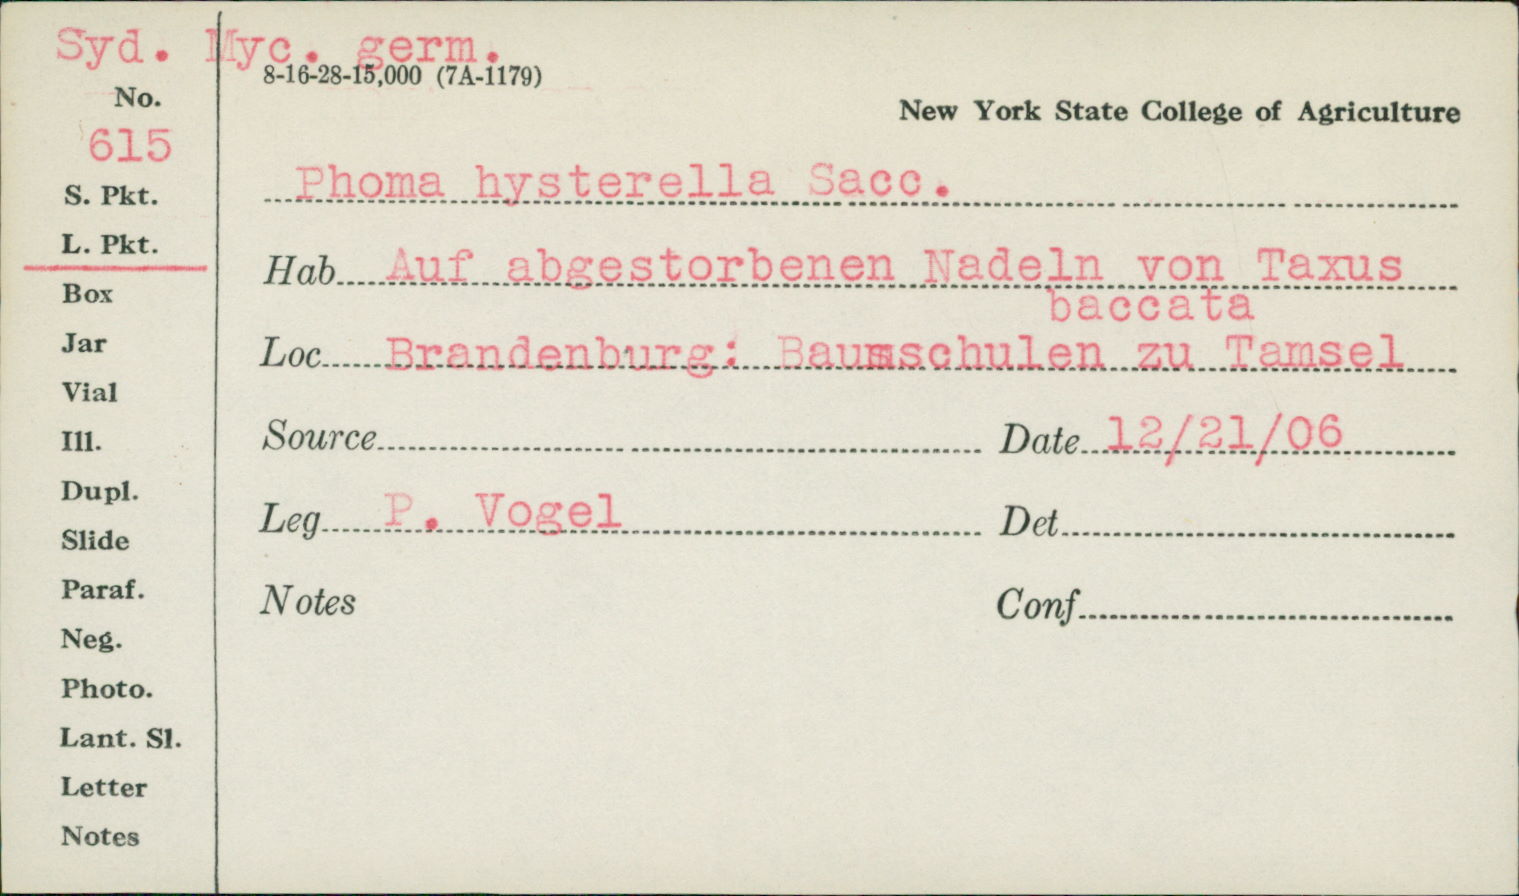 Syd. Myc. germ.
8-16-28-15,000 (7A-1179)
No.
New York State College of Agriculture
615
Phoma hysterella Sacc.
S. Pkt.
L. Pkt.
Hab Auf abgestorbenen Nadeln von Taxus
baccata
Box
Jar
Loc Brandenburg: Baumschulen zu Tamsel
Vial
Ill.
Source Date 12/21/06
Dupl.
Leg P. Vogel Det
Slide
Paraf.
Notes Conf
Neg.
Photo.
Lant. Sl.
Letter
Notes